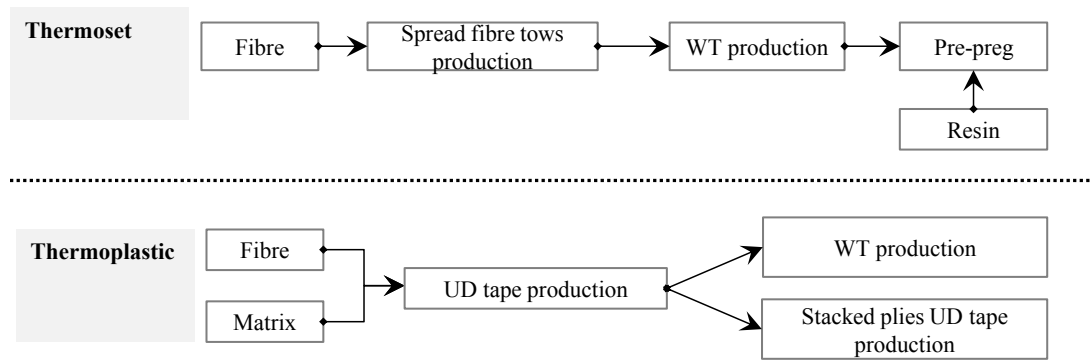 Thermoset
Fibre
Spread fibre tows
production
WT production
Pre-preg
Resin
Thermoplastic
Fibre
Matrix
UD tape production
WT production
Stacked plies UD tape
production